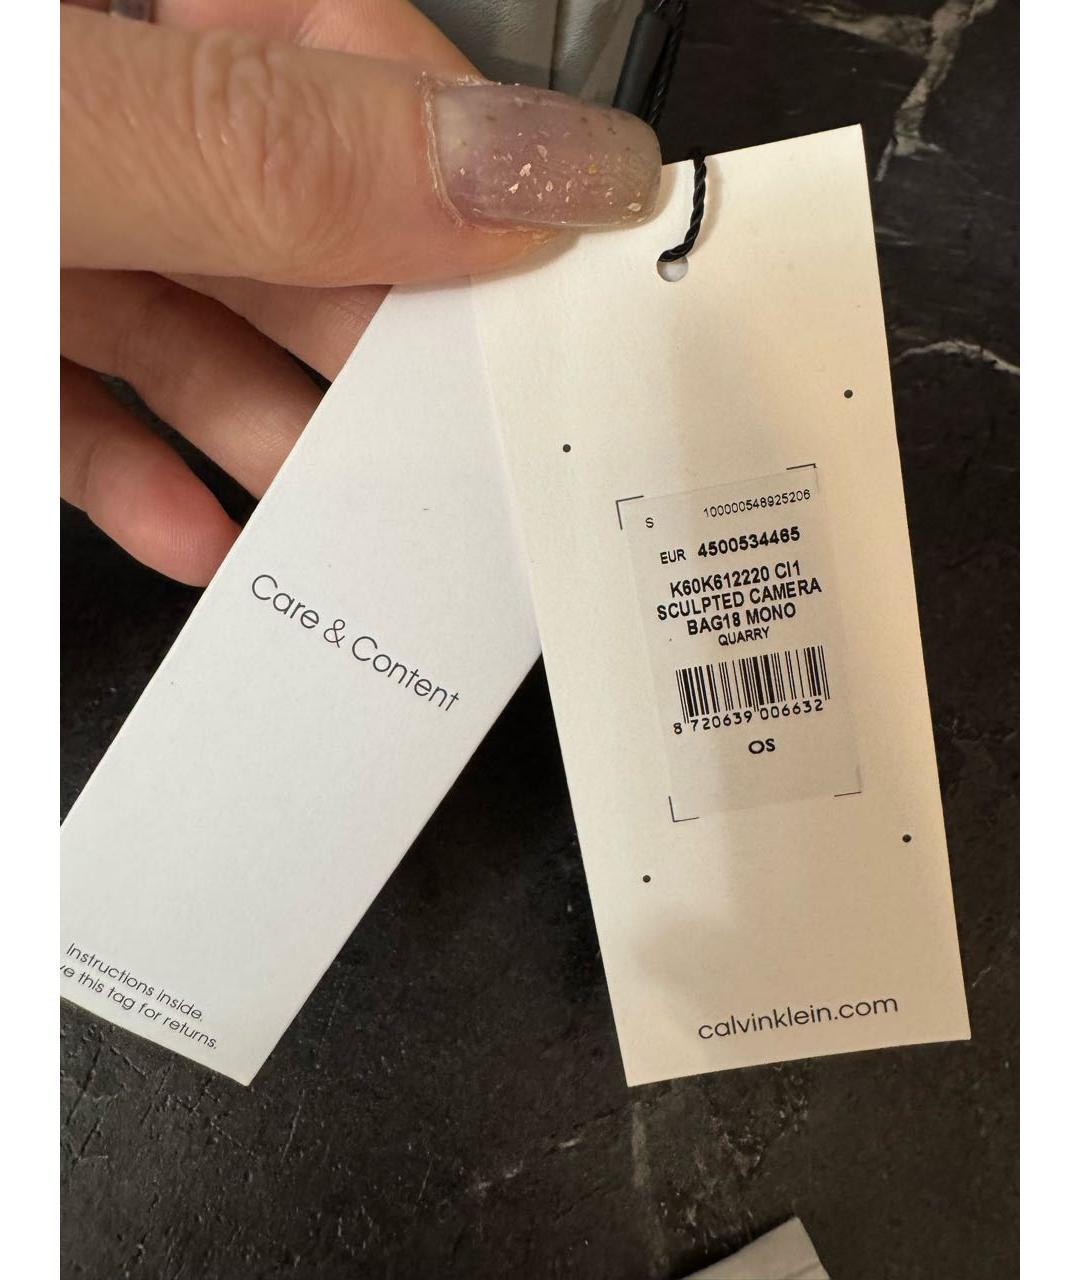 Care & Content
Instructions inside.
this tag for returns.
S 100000548925206
EUR 4500534465
K60K612220 CI1
SCULPTED CAMERA
BAG18 MONO
QUARRY
8 720639 006632
OS
calvinklein.com